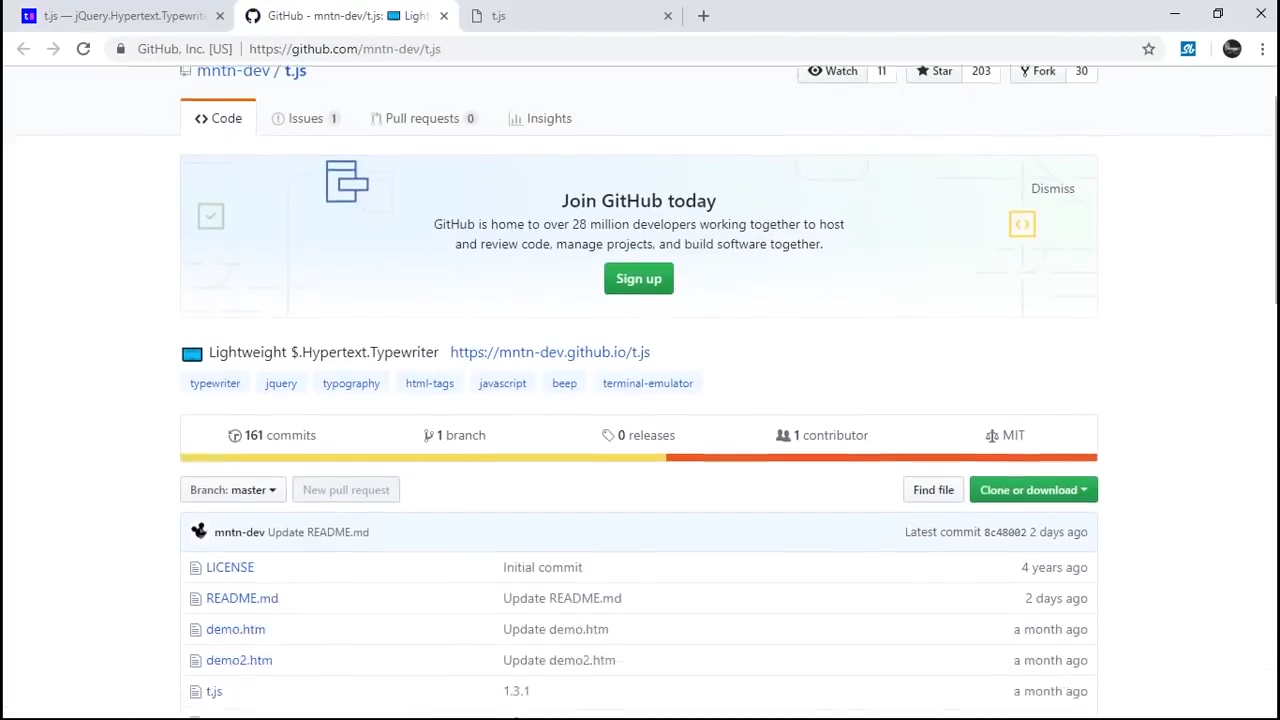 t.js — jQuery.Hypertext.Typewrite
GitHub - mntn-dev/t.js: Light
t.js
GitHub, Inc. [US] | https://github.com/mntn-dev/t.js
mntn-dev / t.js
Watch 11 Star 203 Fork 30
Code Issues 1 Pull requests 0 Insights
Join GitHub today
Dismiss
GitHub is home to over 28 million developers working together to host
and review code, manage projects, and build software together.
Sign up
Lightweight $.Hypertext.Typewriter https://mntn-dev.github.io/t.js
typewriter jquery typography html-tags javascript beep terminal-emulator
161 commits 1 branch 0 releases 1 contributor MIT
Branch: master New pull request Find file Clone or download
mntn-dev Update README.md Latest commit 8c48002 2 days ago
LICENSE Initial commit 4 years ago
README.md Update README.md 2 days ago
demo.htm Update demo.htm a month ago
demo2.htm Update demo2.htm a month ago
t.js 1.3.1 a month ago